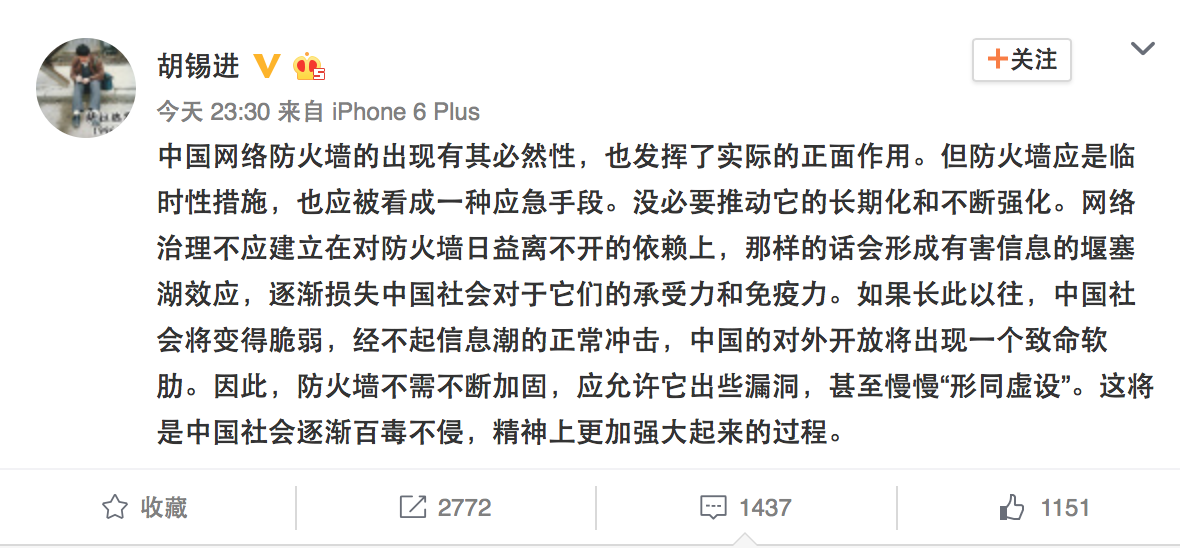 胡锡进
5
+关注
今天 23:30 来自 iPhone 6 Plus
中国网络防火墙的出现有其必然性，也发挥了实际的正面作用。但防火墙应是临
时性措施，也应被看成一种应急手段。没必要推动它的长期化和不断强化。网络
治理不应建立在对防火墙日益离不开的依赖上，那样的话会形成有害信息的堰塞
湖效应，逐渐损失中国社会对于它们的承受力和免疫力。如果长此以往，中国社
会将变得脆弱，经不起信息潮的正常冲击，中国的对外开放将出现一个致命软
肋。因此，防火墙不需不断加固，应允许它出些漏洞，甚至慢慢“形同虚设”。这将
是中国社会逐渐百毒不侵，精神上更加强大起来的过程。
收藏
2772
1437
1151